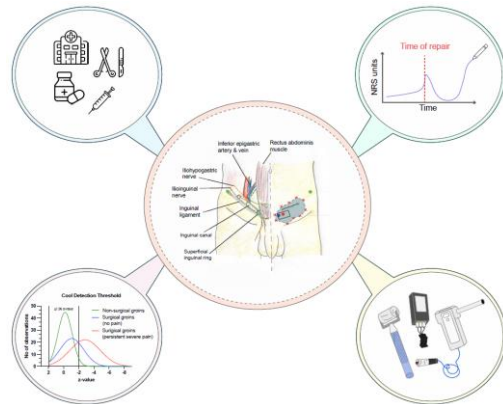 NRS units
Time of repair
Time
Inferior epigastric
artery & vein
Rectus abdominis
muscle
Iliohypogastric
nerve
Ilioinguinal
nerve
Inguinal
ligament
Inguinal canal
Superficial
inguinal ring
Cool Detection Threshold
No of observations
Non-surgical groins
Surgical groins
(no pain)
Surgical groins
(persistent severe pain)
z-value